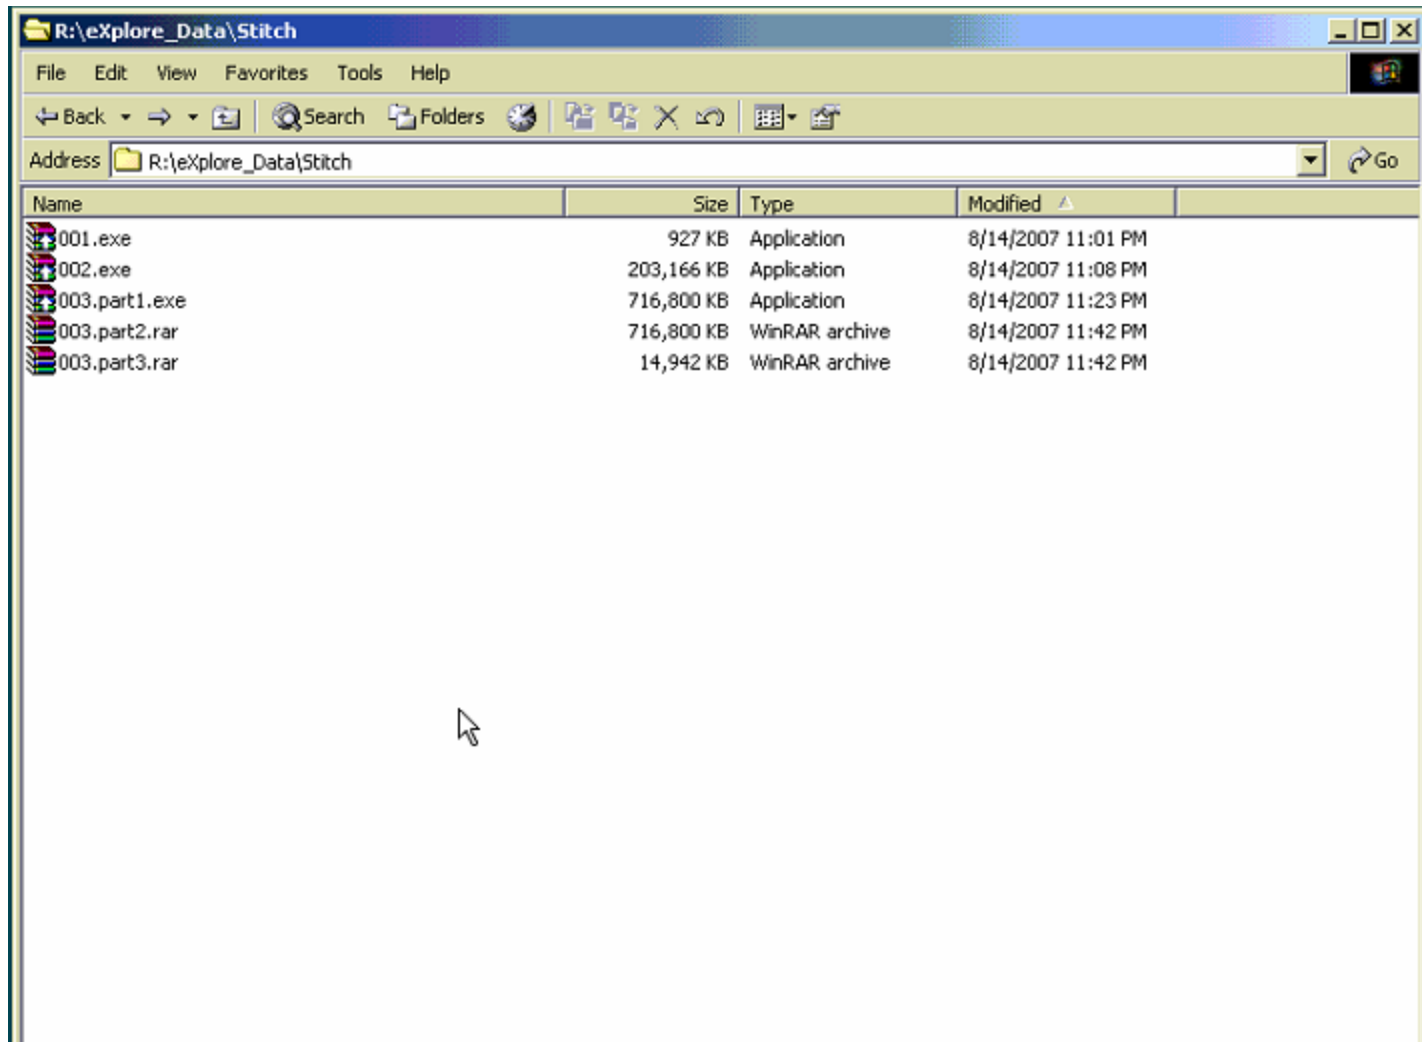 R:\eXplore_Data\Stitch
File Edit View Favorites Tools Help
Back Search Folders
Address R:\eXplore_Data\Stitch Go
Name Size Type Modified
001.exe 927 KB Application 8/14/2007 11:01 PM
002.exe 203,166 KB Application 8/14/2007 11:08 PM
003.part1.exe 716,800 KB Application 8/14/2007 11:23 PM
003.part2.rar 716,800 KB WinRAR archive 8/14/2007 11:42 PM
003.part3.rar 14,942 KB WinRAR archive 8/14/2007 11:42 PM